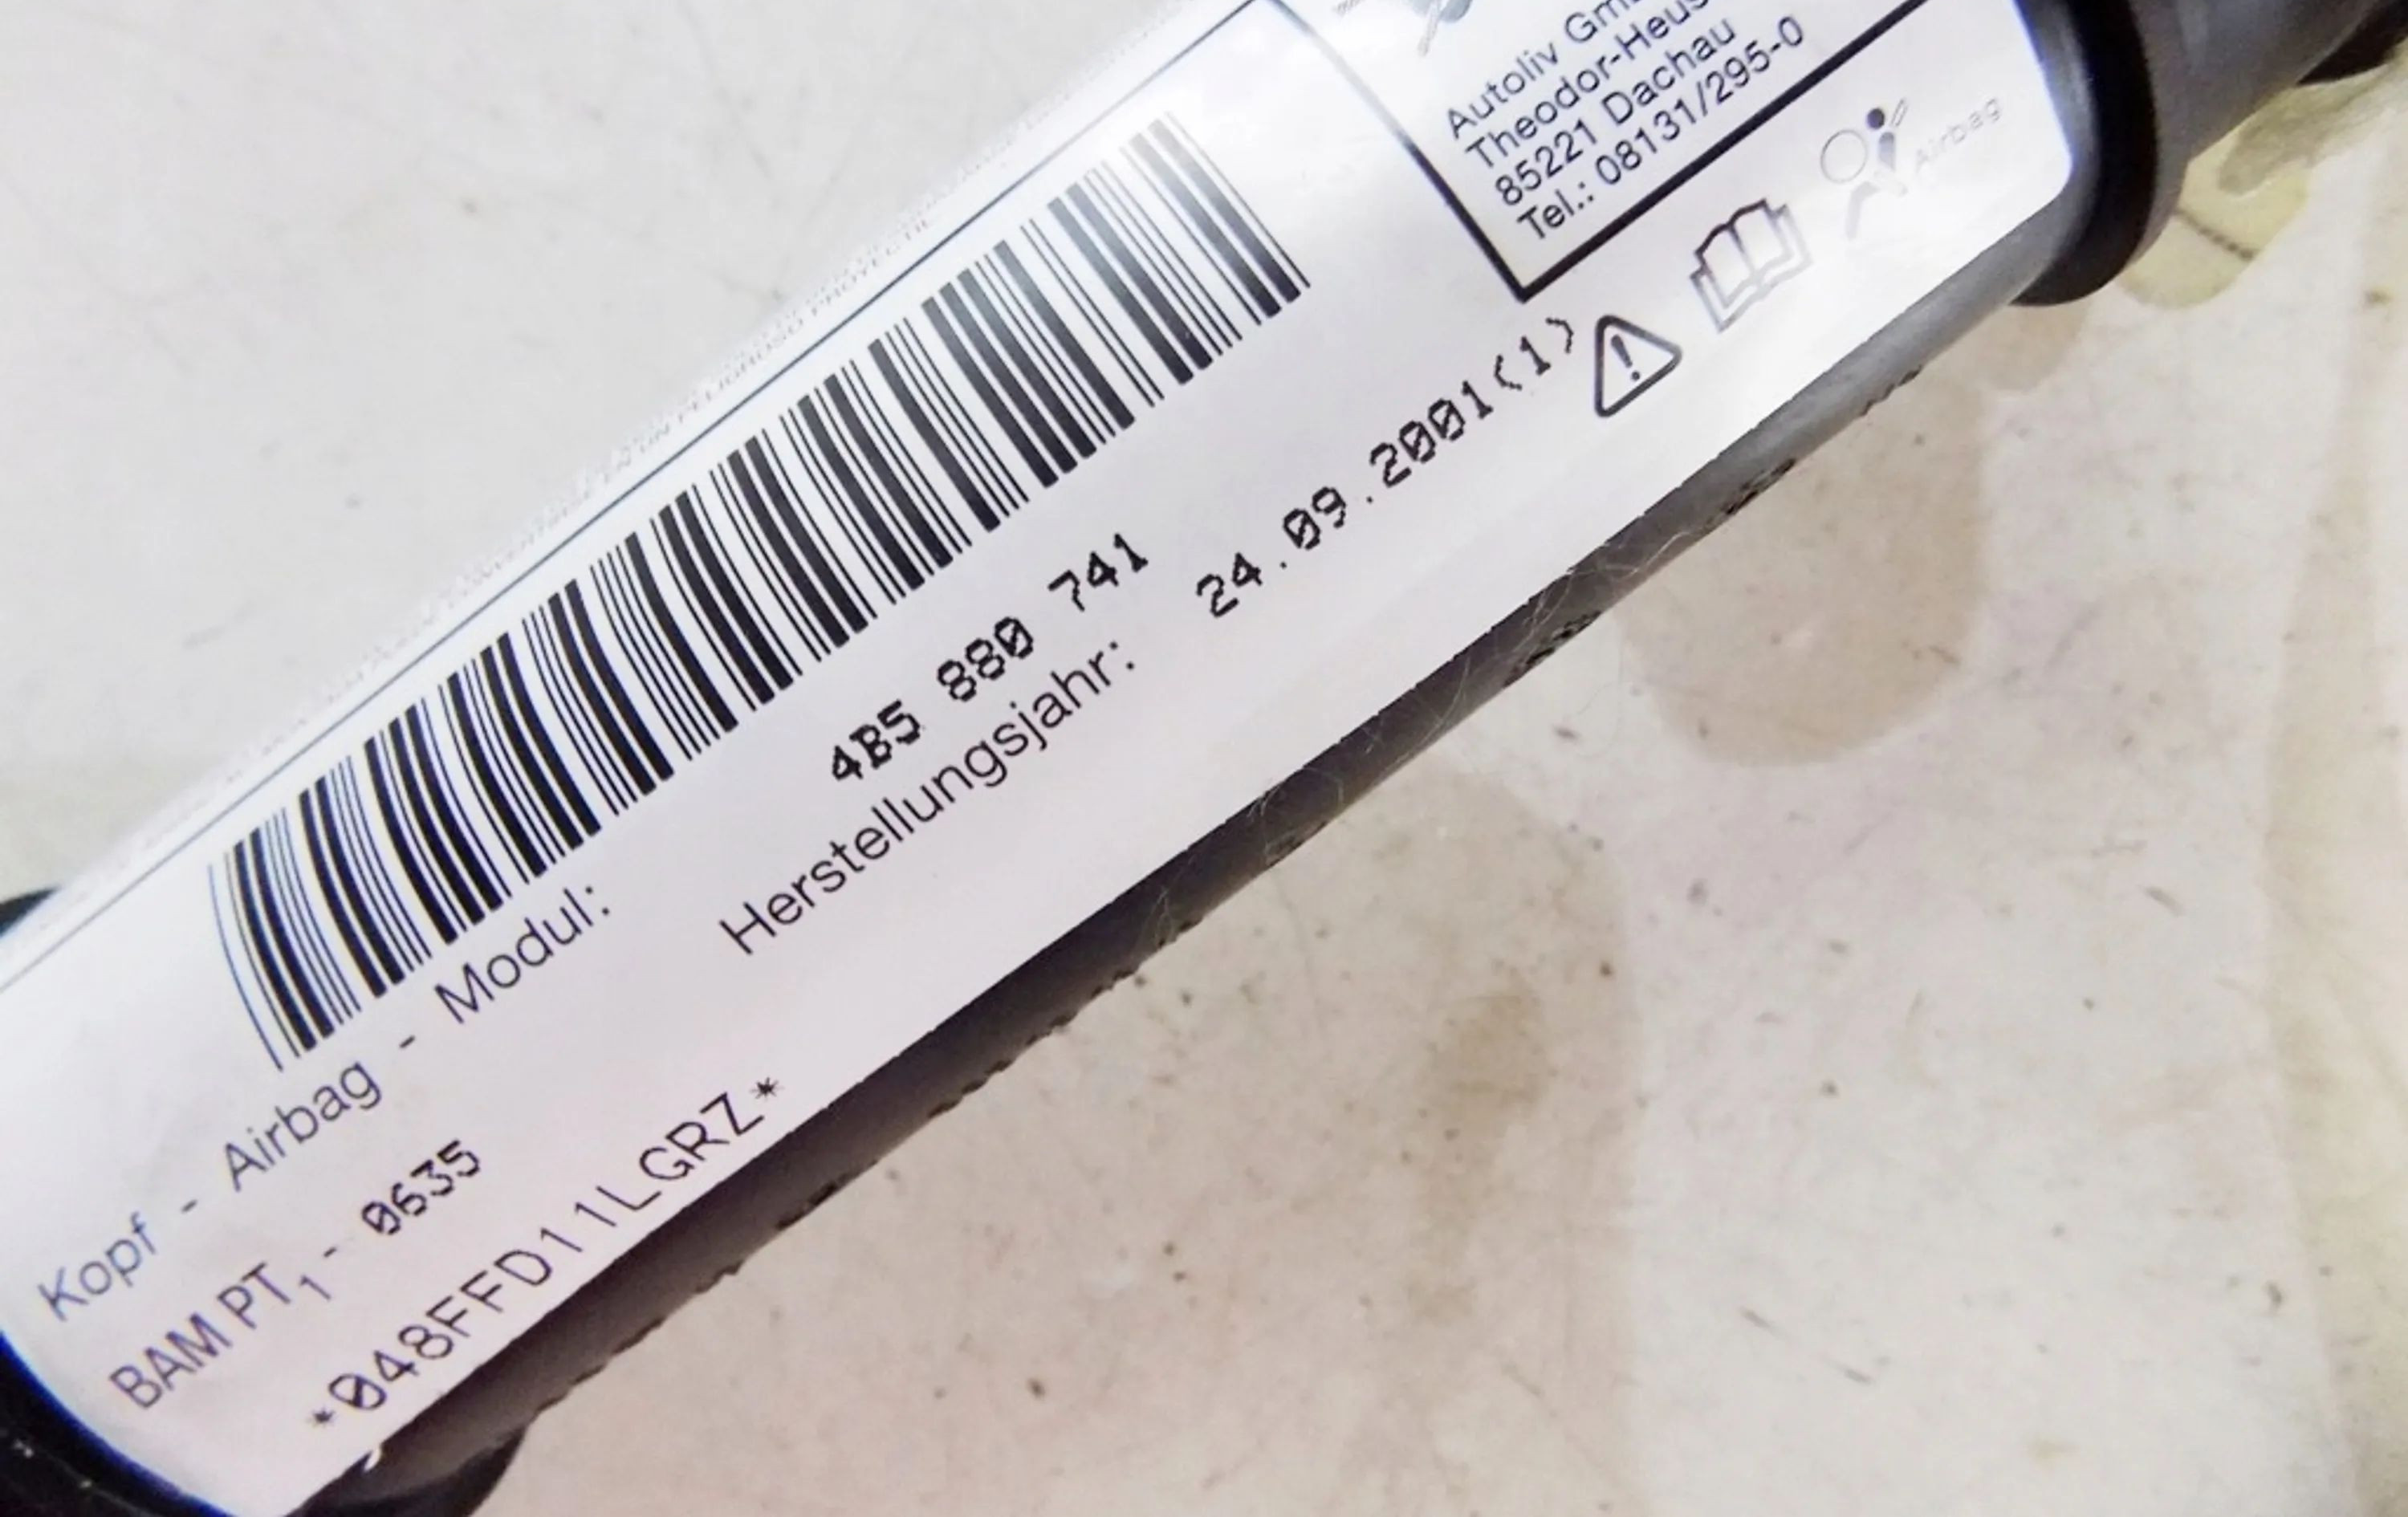 Autoliv
Theodor-
85221 Dachau
Tel.: 08131/295-0
Airbag
4B5 880 741
Herstellungsjahr: 24.09.2001(1)
Kopf - Airbag - Modul:
BAM PT1 - 0635
*048FFD11LGRZ*